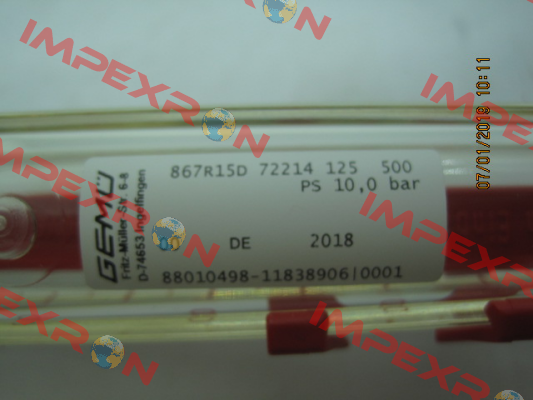 867R15D 72214 125 500
PS 10,0 bar
GEMÜ
Fritz-Müller-Str. 6-8
D-74653 Ingelfingen
DE 2018
88010498-11838906|0001
07/01/2019 10:11
IMPEXRON
IMPEXRON
IMPEXRON
IMPEXRON